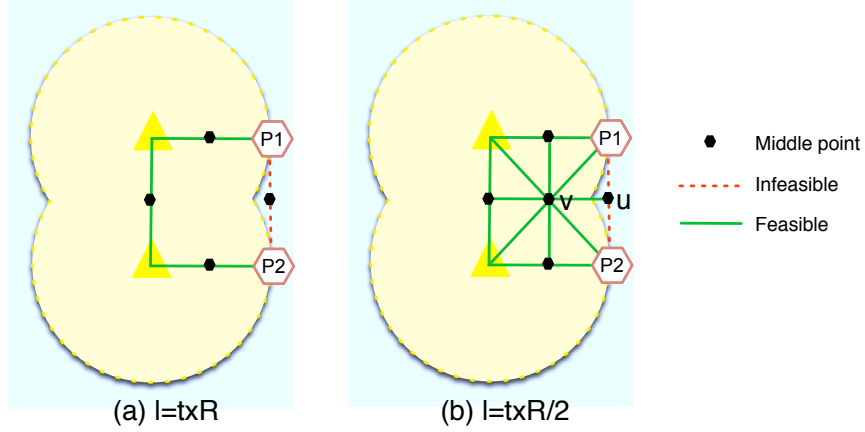 P1
P2
(a) l=txR
P1
v
u
P2
(b) l=txR/2
Middle point
Infeasible
Feasible